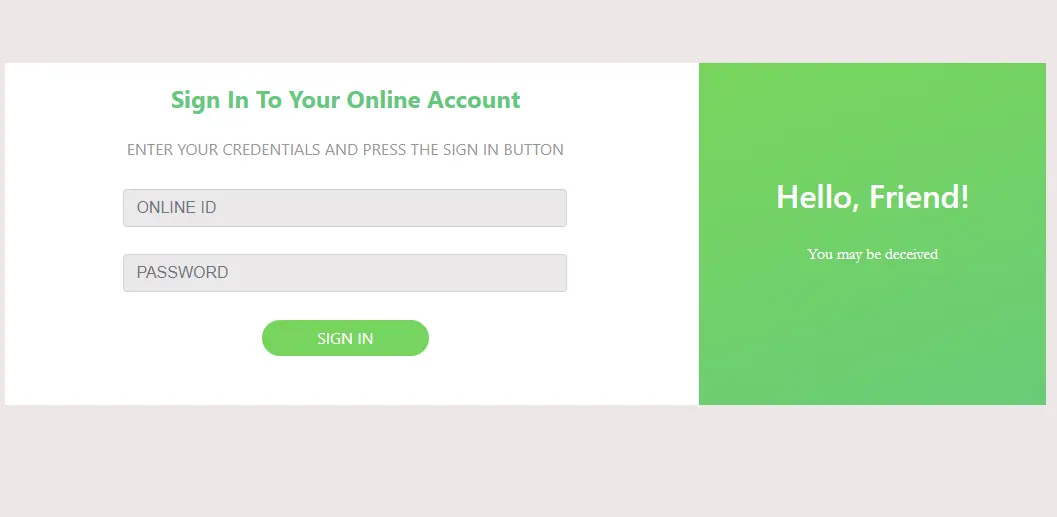 Sign In To Your Online Account
ENTER YOUR CREDENTIALS AND PRESS THE SIGN IN BUTTON
ONLINE ID
PASSWORD
SIGN IN
Hello, Friend!
You may be deceived